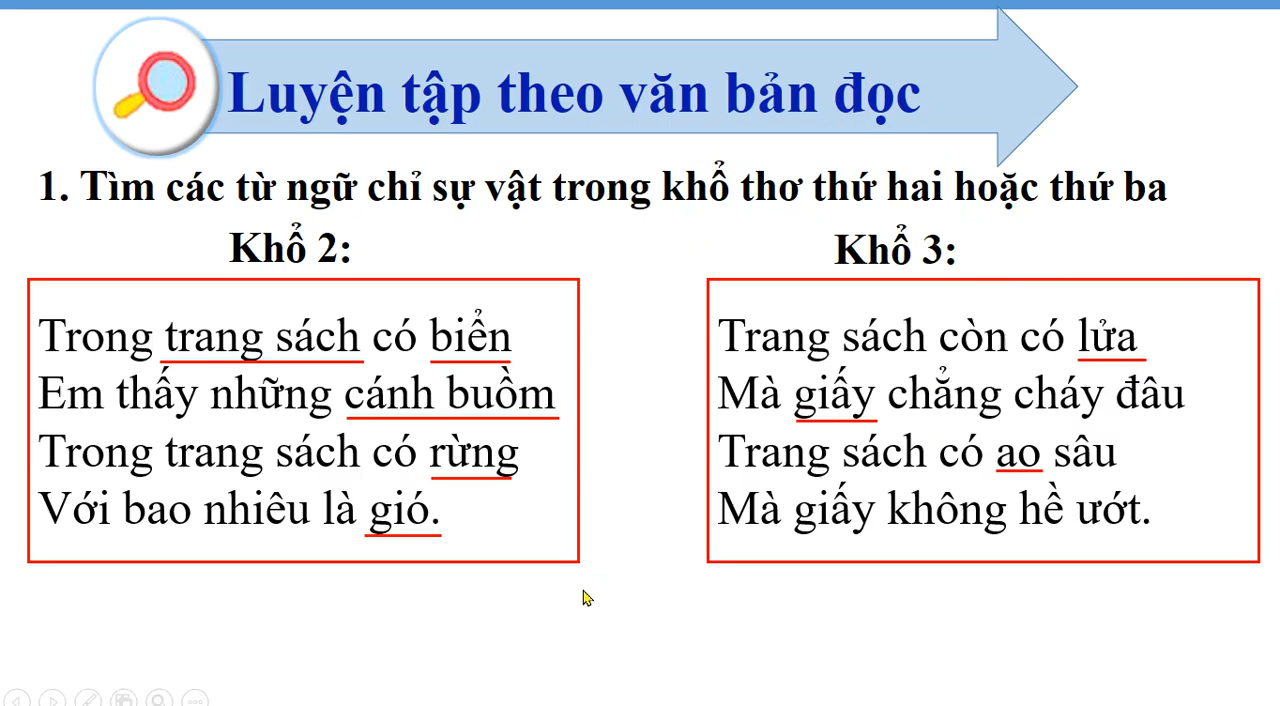 Luyện tập theo văn bản đọc
1. Tìm các từ ngữ chỉ sự vật trong khổ thơ thứ hai hoặc thứ ba
Khổ 2:
Trong trang sách có biển
Em thấy những cánh buồm
Trong trang sách có rừng
Với bao nhiêu là gió.
Khổ 3:
Trang sách còn có lửa
Mà giấy chẳng cháy đâu
Trang sách có ao sâu
Mà giấy không hề ướt.